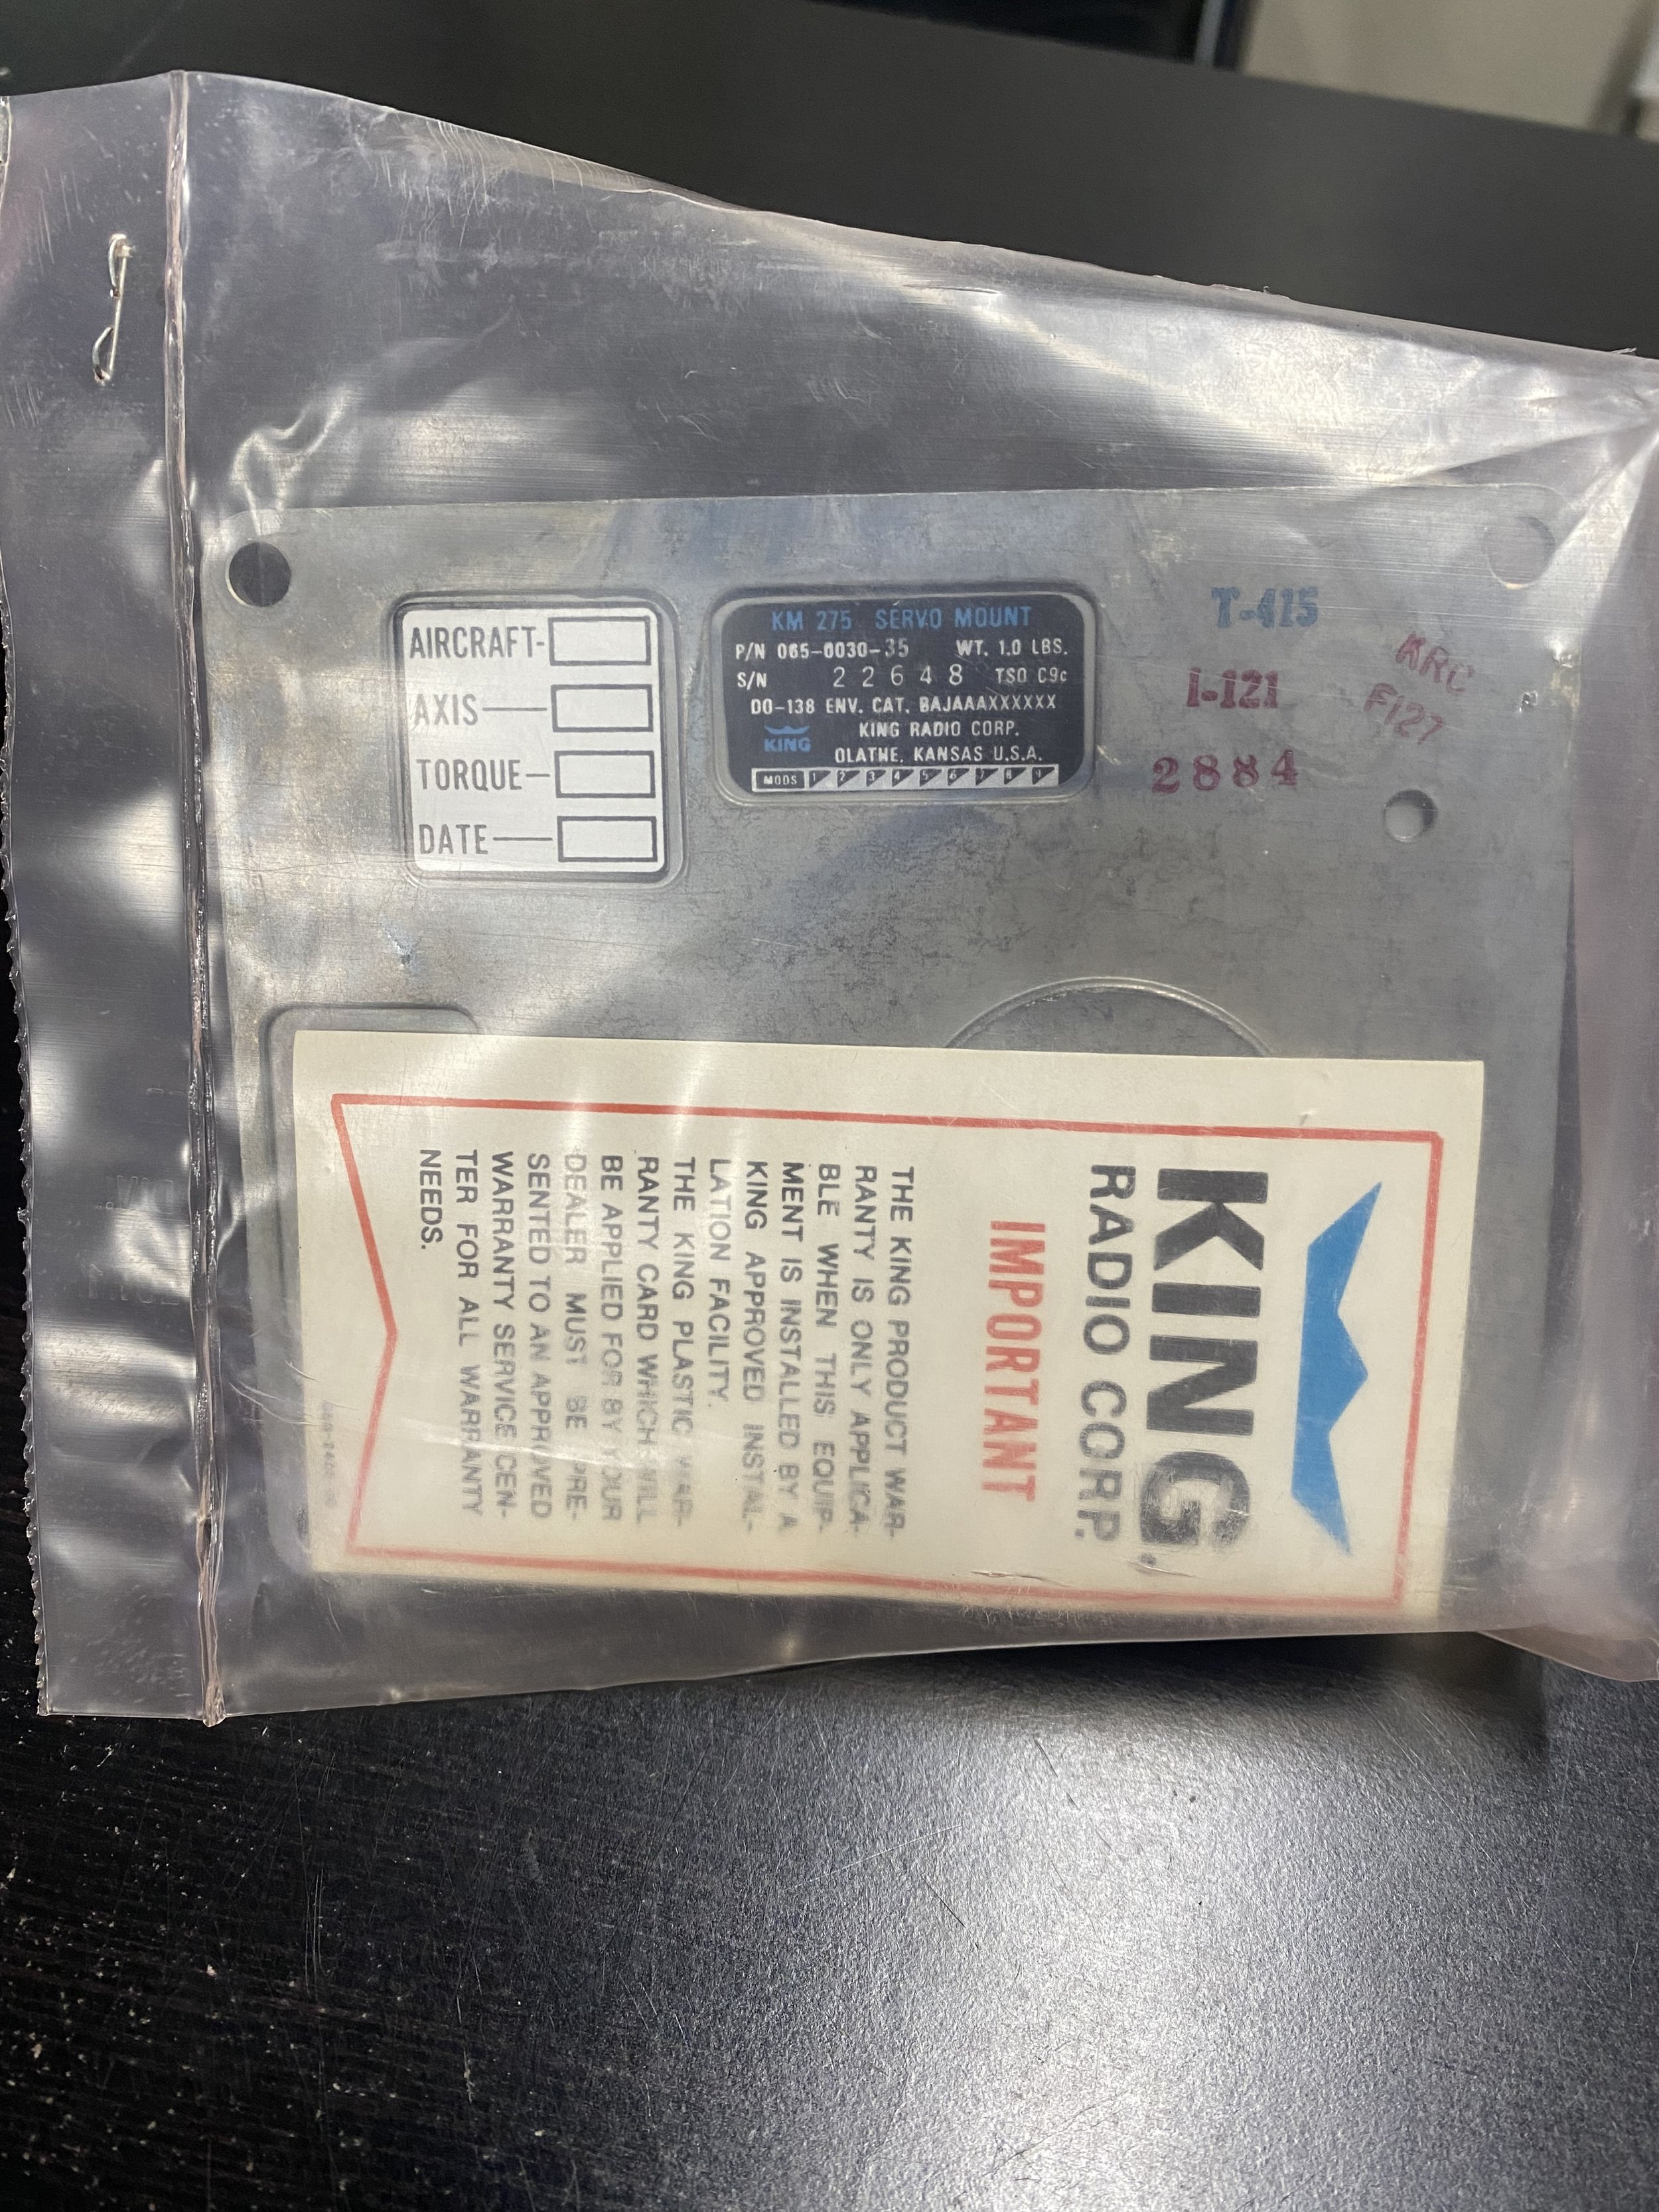 AIRCRAFT-
AXIS
TORQUE-
DATE
KM 275 SERVO MOUNT
P/N 065-0030-35 WT. 1.0 LBS.
S/N 22648 TSO C9c
DO-138 ENV. CAT. BAJAAAXXXXXX
KING KING RADIO CORP.
OLATHE, KANSAS U.S.A.
MODS 1 2 3 4 5 6 7 8 9
T-415
I-121
2884
KRC
F127
KING
RADIO CORP.
IMPORTANT
THE KING PRODUCT WAR-
RANTY IS ONLY APPLICA-
BLE WHEN THIS EQUIP-
MENT IS INSTALLED BY A
KING APPROVED INSTAL-
LATION FACILITY.
THE KING PLASTIC WAR-
RANTY CARD WHICH WILL
BE APPLIED FOR BY YOUR
DEALER MUST BE PRE-
SENTED TO AN APPROVED
WARRANTY SERVICE CEN-
TER FOR ALL WARRANTY
NEEDS.